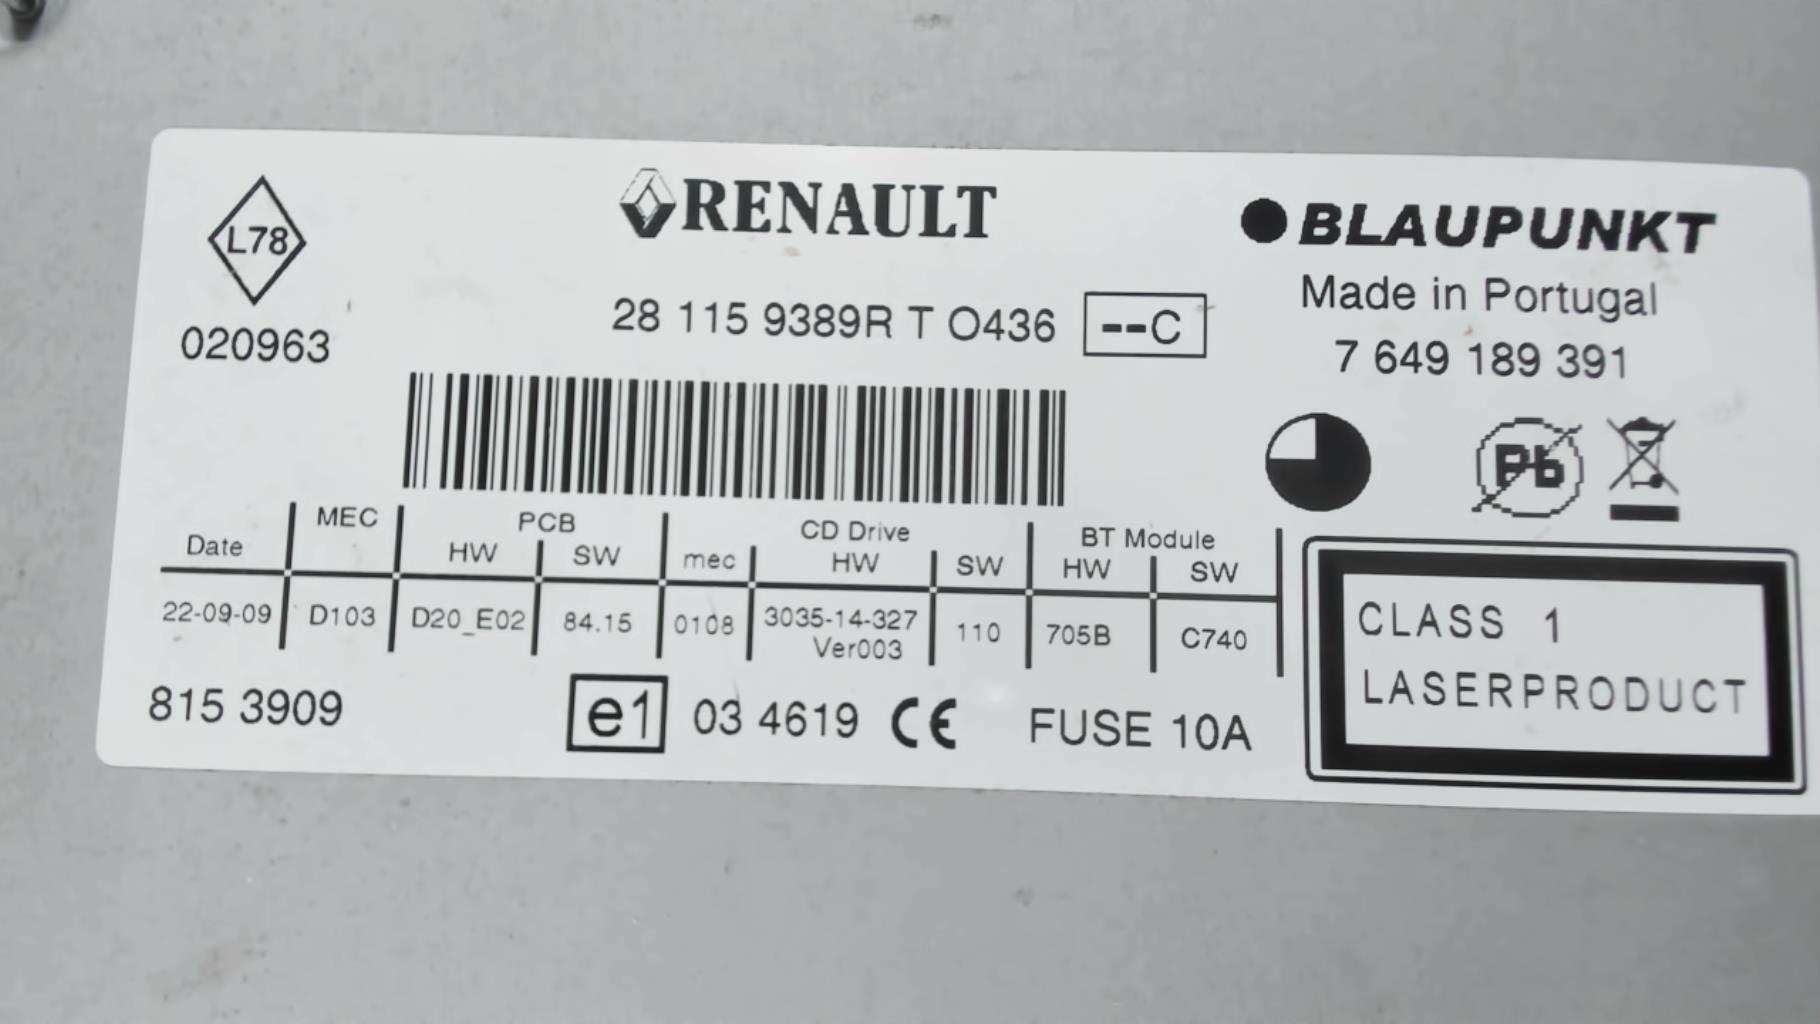 L78
020963
RENAULT
28 115 9389R T O436
--C
BLAUPUNKT
Made in Portugal
7 649 189 391
Pb
Date MEC PCB CD Drive BT Module
HW SW mec HW SW HW SW
22-09-09 D103 D20_E02 84.15 0108 3035-14-327 110 705B C740
Ver003
815 3909
e1 03 4619 CE FUSE 10A
CLASS 1
LASERPRODUCT